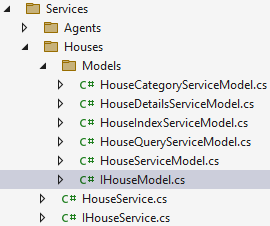 Services
Agents
Houses
Models
C# HouseCategoryServiceModel.cs
C# HouseDetailsServiceModel.cs
C# HouseIndexServiceModel.cs
C# HouseQueryServiceModel.cs
C# HouseServiceModel.cs
C# IHouseModel.cs
C# HouseService.cs
C# IHouseService.cs